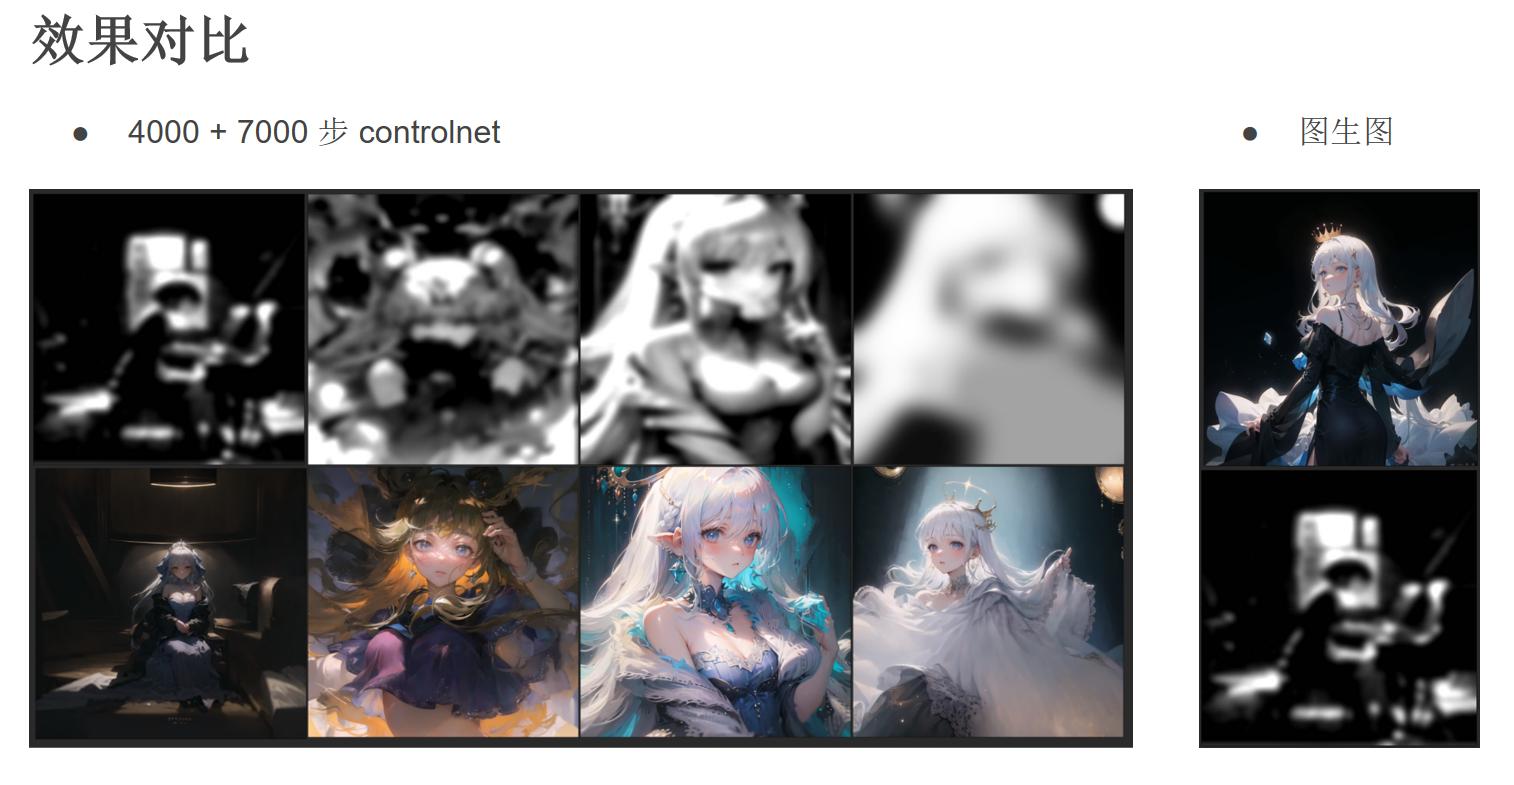 效果对比
● 4000 + 7000 步 controlnet
● 图生图